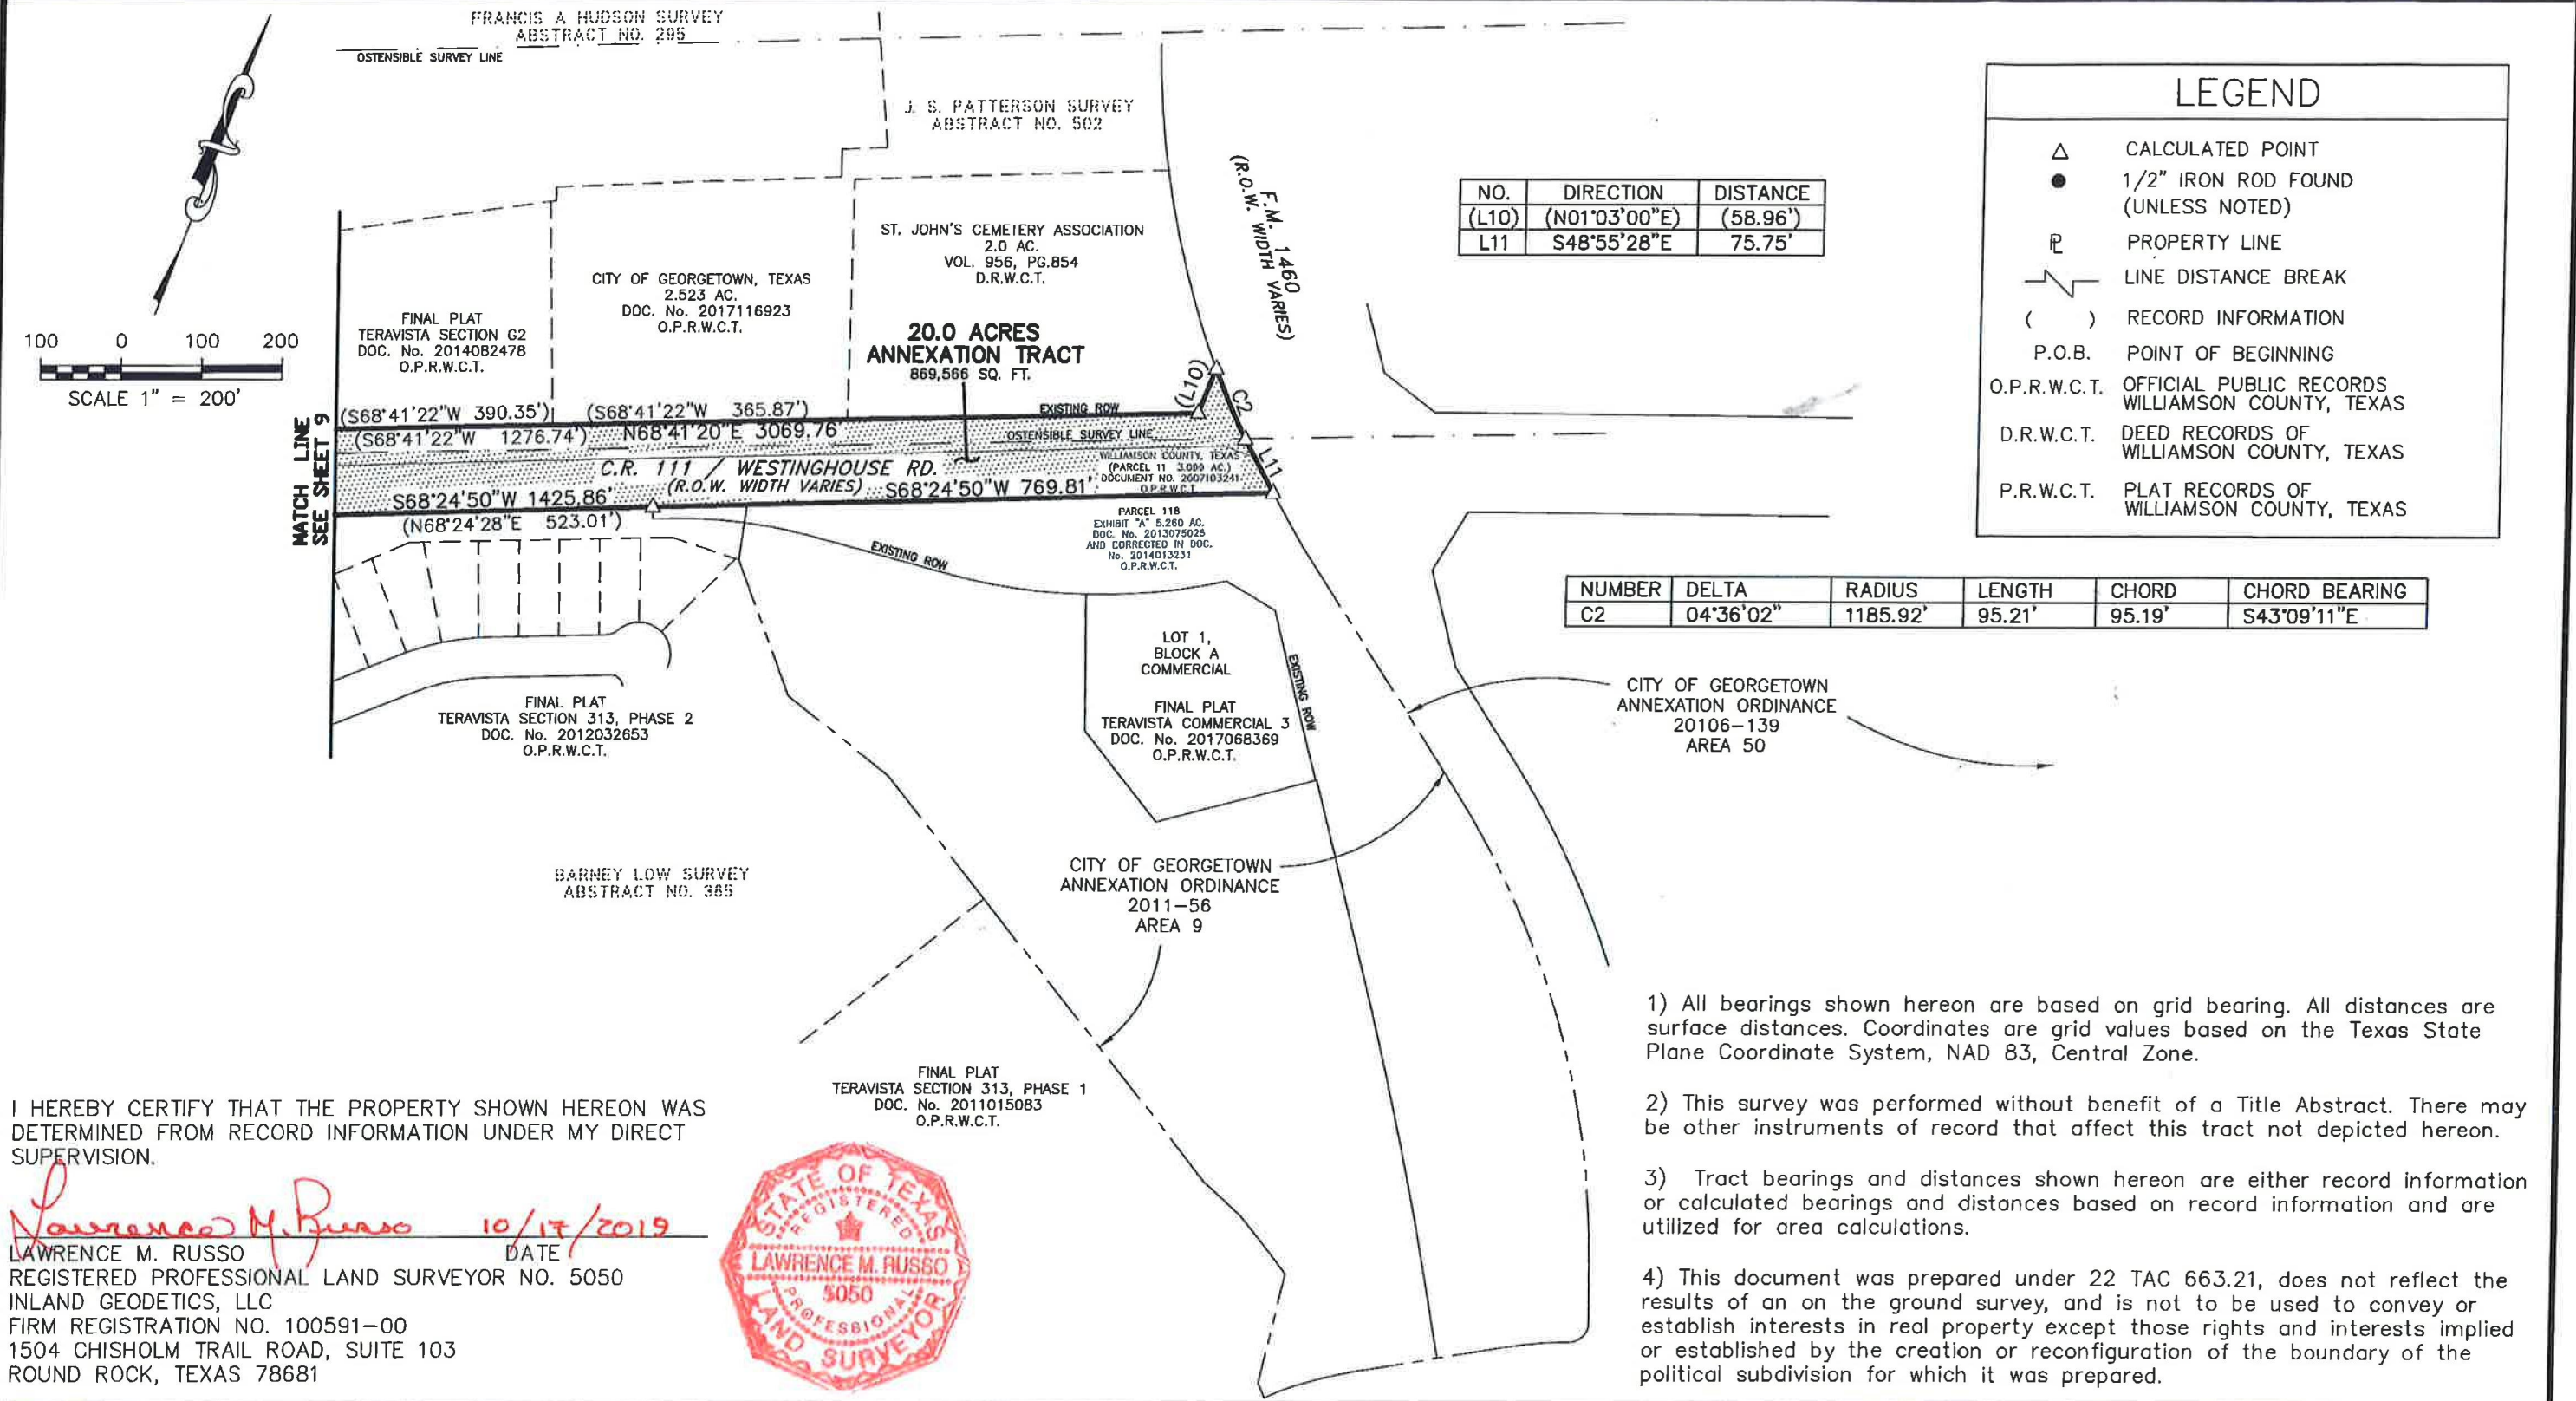 FRANCIS A HUDSON SURVEY
ABSTRACT NO. 295
OSTENSIBLE SURVEY LINE
J. S. PATTERSON SURVEY
ABSTRACT NO. 502
F.M. 1460
(R.O.W. WIDTH VARIES)
100 0 100 200
SCALE 1" = 200'
MATCH LINE
SEE SHEET 9
FINAL PLAT
TERAVISTA SECTION G2
DOC. No. 2014082478
O.P.R.W.C.T.
CITY OF GEORGETOWN, TEXAS
2.523 AC.
DOC. No. 2017116923
O.P.R.W.C.T.
ST. JOHN'S CEMETERY ASSOCIATION
2.0 AC.
VOL. 956, PG.854
D.R.W.C.T.
20.0 ACRES
ANNEXATION TRACT
869,566 SQ. FT.
(L10)
C2
L11
(S68°41'22"W 390.35')
(S68°41'22"W 365.87')
EXISTING ROW
(S68°41'22"W 1276.74')
N68°41'20"E 3069.76'
OSTENSIBLE SURVEY LINE
C.R. 111 / WESTINGHOUSE RD.
(R.O.W. WIDTH VARIES)
WILLIAMSON COUNTY, TEXAS
(PARCEL 11 3.090 AC.)
DOCUMENT NO. 2007103241
O.P.R.W.C.T.
S68°24'50"W 1425.86'
S68°24'50"W 769.81'
(N68°24'28"E 523.01')
EXISTING ROW
PARCEL 118
EXHIBIT "A" 5.260 AC.
DOC. No. 2013075025
AND CORRECTED IN DOC.
No. 2014013231
O.P.R.W.C.T.
FINAL PLAT
TERAVISTA SECTION 313, PHASE 2
DOC. No. 2012032653
O.P.R.W.C.T.
LOT 1,
BLOCK A
COMMERCIAL
FINAL PLAT
TERAVISTA COMMERCIAL 3
DOC. No. 2017068369
O.P.R.W.C.T.
EXISTING ROW
BARNEY LOW SURVEY
ABSTRACT NO. 385
CITY OF GEORGETOWN
ANNEXATION ORDINANCE
2011-56
AREA 9
CITY OF GEORGETOWN
ANNEXATION ORDINANCE
20106-139
AREA 50
FINAL PLAT
TERAVISTA SECTION 313, PHASE 1
DOC. No. 2011015083
O.P.R.W.C.T.
NO. DIRECTION DISTANCE
(L10) (N01°03'00"E) (58.96')
L11 S48°55'28"E 75.75'
LEGEND
CALCULATED POINT
1/2" IRON ROD FOUND
(UNLESS NOTED)
PROPERTY LINE
LINE DISTANCE BREAK
( ) RECORD INFORMATION
P.O.B. POINT OF BEGINNING
O.P.R.W.C.T. OFFICIAL PUBLIC RECORDS
WILLIAMSON COUNTY, TEXAS
D.R.W.C.T. DEED RECORDS OF
WILLIAMSON COUNTY, TEXAS
P.R.W.C.T. PLAT RECORDS OF
WILLIAMSON COUNTY, TEXAS
NUMBER DELTA RADIUS LENGTH CHORD CHORD BEARING
C2 04°36'02" 1185.92' 95.21' 95.19' S43°09'11"E
1) All bearings shown hereon are based on grid bearing. All distances are
surface distances. Coordinates are grid values based on the Texas State
Plane Coordinate System, NAD 83, Central Zone.
2) This survey was performed without benefit of a Title Abstract. There may
be other instruments of record that affect this tract not depicted hereon.
3) Tract bearings and distances shown hereon are either record information
or calculated bearings and distances based on record information and are
utilized for area calculations.
4) This document was prepared under 22 TAC 663.21, does not reflect the
results of an on the ground survey, and is not to be used to convey or
establish interests in real property except those rights and interests implied
or established by the creation or reconfiguration of the boundary of the
political subdivision for which it was prepared.
I HEREBY CERTIFY THAT THE PROPERTY SHOWN HEREON WAS
DETERMINED FROM RECORD INFORMATION UNDER MY DIRECT
SUPERVISION.
Lawrence M. Russo 10/17/2019
LAWRENCE M. RUSSO DATE
REGISTERED PROFESSIONAL LAND SURVEYOR NO. 5050
INLAND GEODETICS, LLC
FIRM REGISTRATION NO. 100591-00
1504 CHISHOLM TRAIL ROAD, SUITE 103
ROUND ROCK, TEXAS 78681
STATE OF TEXAS
REGISTERED
LAWRENCE M. RUSSO
5050
PROFESSIONAL
LAND SURVEYOR